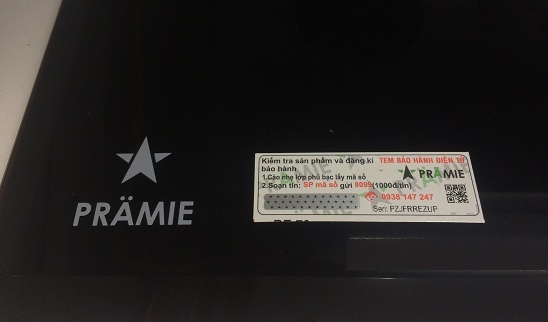 PRÄMIE
Kiểm tra sản phẩm và đăng kí bảo hành
TEM BẢO HÀNH ĐIỆN TỬ
1.Cào nhẹ lớp phủ bạc lấy mã số
PRÄMIE
2.Soạn tin: SP mã số gửi 8099(1000đ/tin)
0938 147 247
Seri: PZJFRREZUP